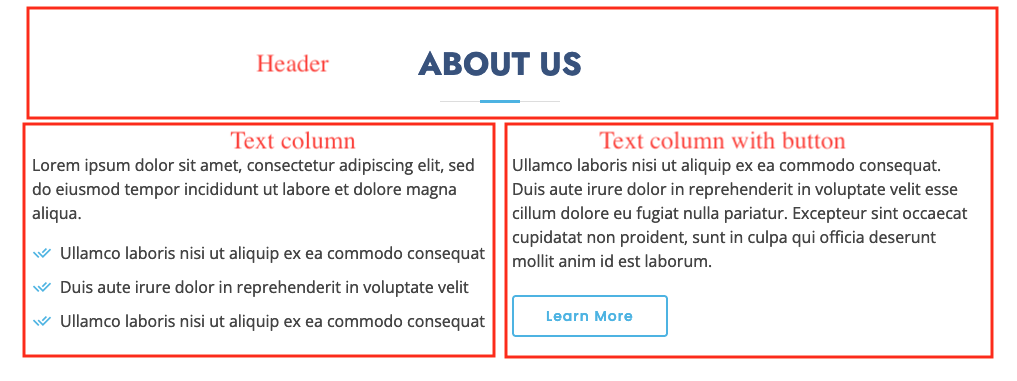 Header
ABOUT US
Text column
Lorem ipsum dolor sit amet, consectetur adipiscing elit, sed
do eiusmod tempor incididunt ut labore et dolore magna
aliqua.
Ullamco laboris nisi ut aliquip ex ea commodo consequat
Duis aute irure dolor in reprehenderit in voluptate velit
Ullamco laboris nisi ut aliquip ex ea commodo consequat
Text column with button
Ullamco laboris nisi ut aliquip ex ea commodo consequat.
Duis aute irure dolor in reprehenderit in voluptate velit esse
cillum dolore eu fugiat nulla pariatur. Excepteur sint occaecat
cupidatat non proident, sunt in culpa qui officia deserunt
mollit anim id est laborum.
Learn More